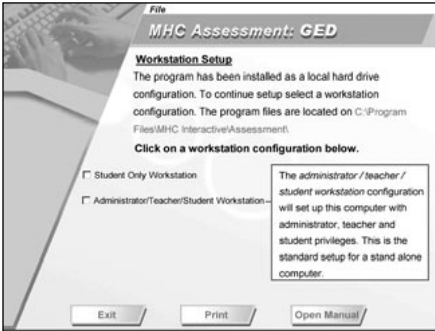 File
MHC Assessment: GED
Workstation Setup
The program has been installed as a local hard drive
configuration. To continue setup select a workstation
configuration. The program files are located on C:\Program
Files\MHC Interactive\Assessment\
Click on a workstation configuration below.
Student Only Workstation
Administrator/Teacher/Student Workstation
The administrator / teacher /
student workstation configuration
will set up this computer with
administrator, teacher and
student privileges. This is the
standard setup for a stand alone
computer.
Exit
Print
Open Manual